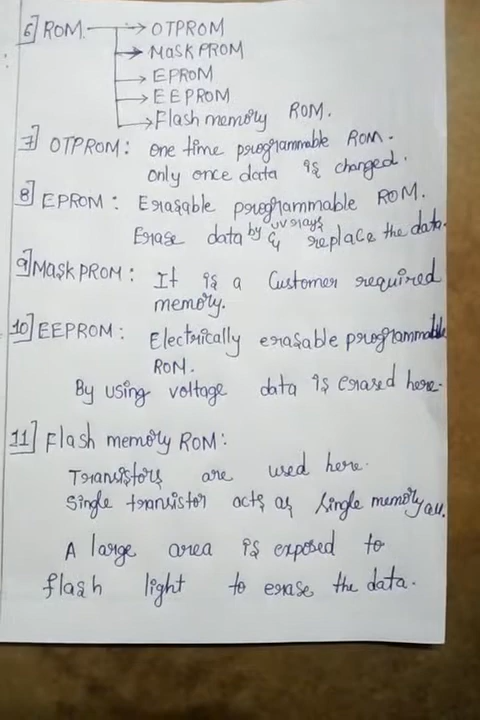 6] ROM → OTPROM
→ Mask PROM
→ EPROM
→ EEPROM
→ Flash memory ROM.
7] OTPROM: One time programmable ROM.
only once data is changed.
8] EPROM: Erasable programmable ROM.
Erase data by uv rays & replace the data.
9] Mask PROM: It is a Customer required
memory.
10] EEPROM: Electrically erasable programmable
ROM.
By using voltage data is erased here.
11] Flash memory ROM:
Transistors are used here.
Single transistor acts as single memory
A large area is exposed to
flash light to erase the data.